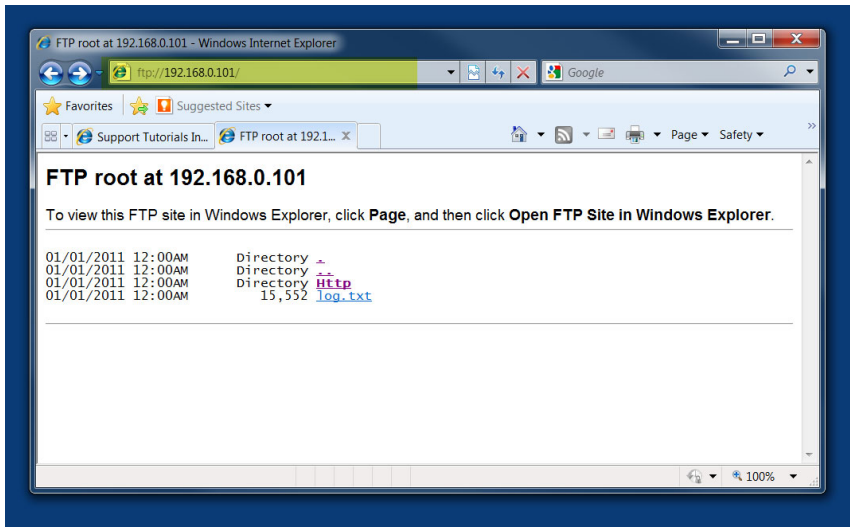 FTP root at 192.168.0.101 - Windows Internet Explorer
ftp://192.168.0.101/
Google
Favorites
Suggested Sites
Support Tutorials In...
FTP root at 192.1...
Page
Safety
»
FTP root at 192.168.0.101
To view this FTP site in Windows Explorer, click Page, and then click Open FTP Site in Windows Explorer.
01/01/2011 12:00AM Directory .
01/01/2011 12:00AM Directory ..
01/01/2011 12:00AM Directory Http
01/01/2011 12:00AM 15,552 log.txt
100%